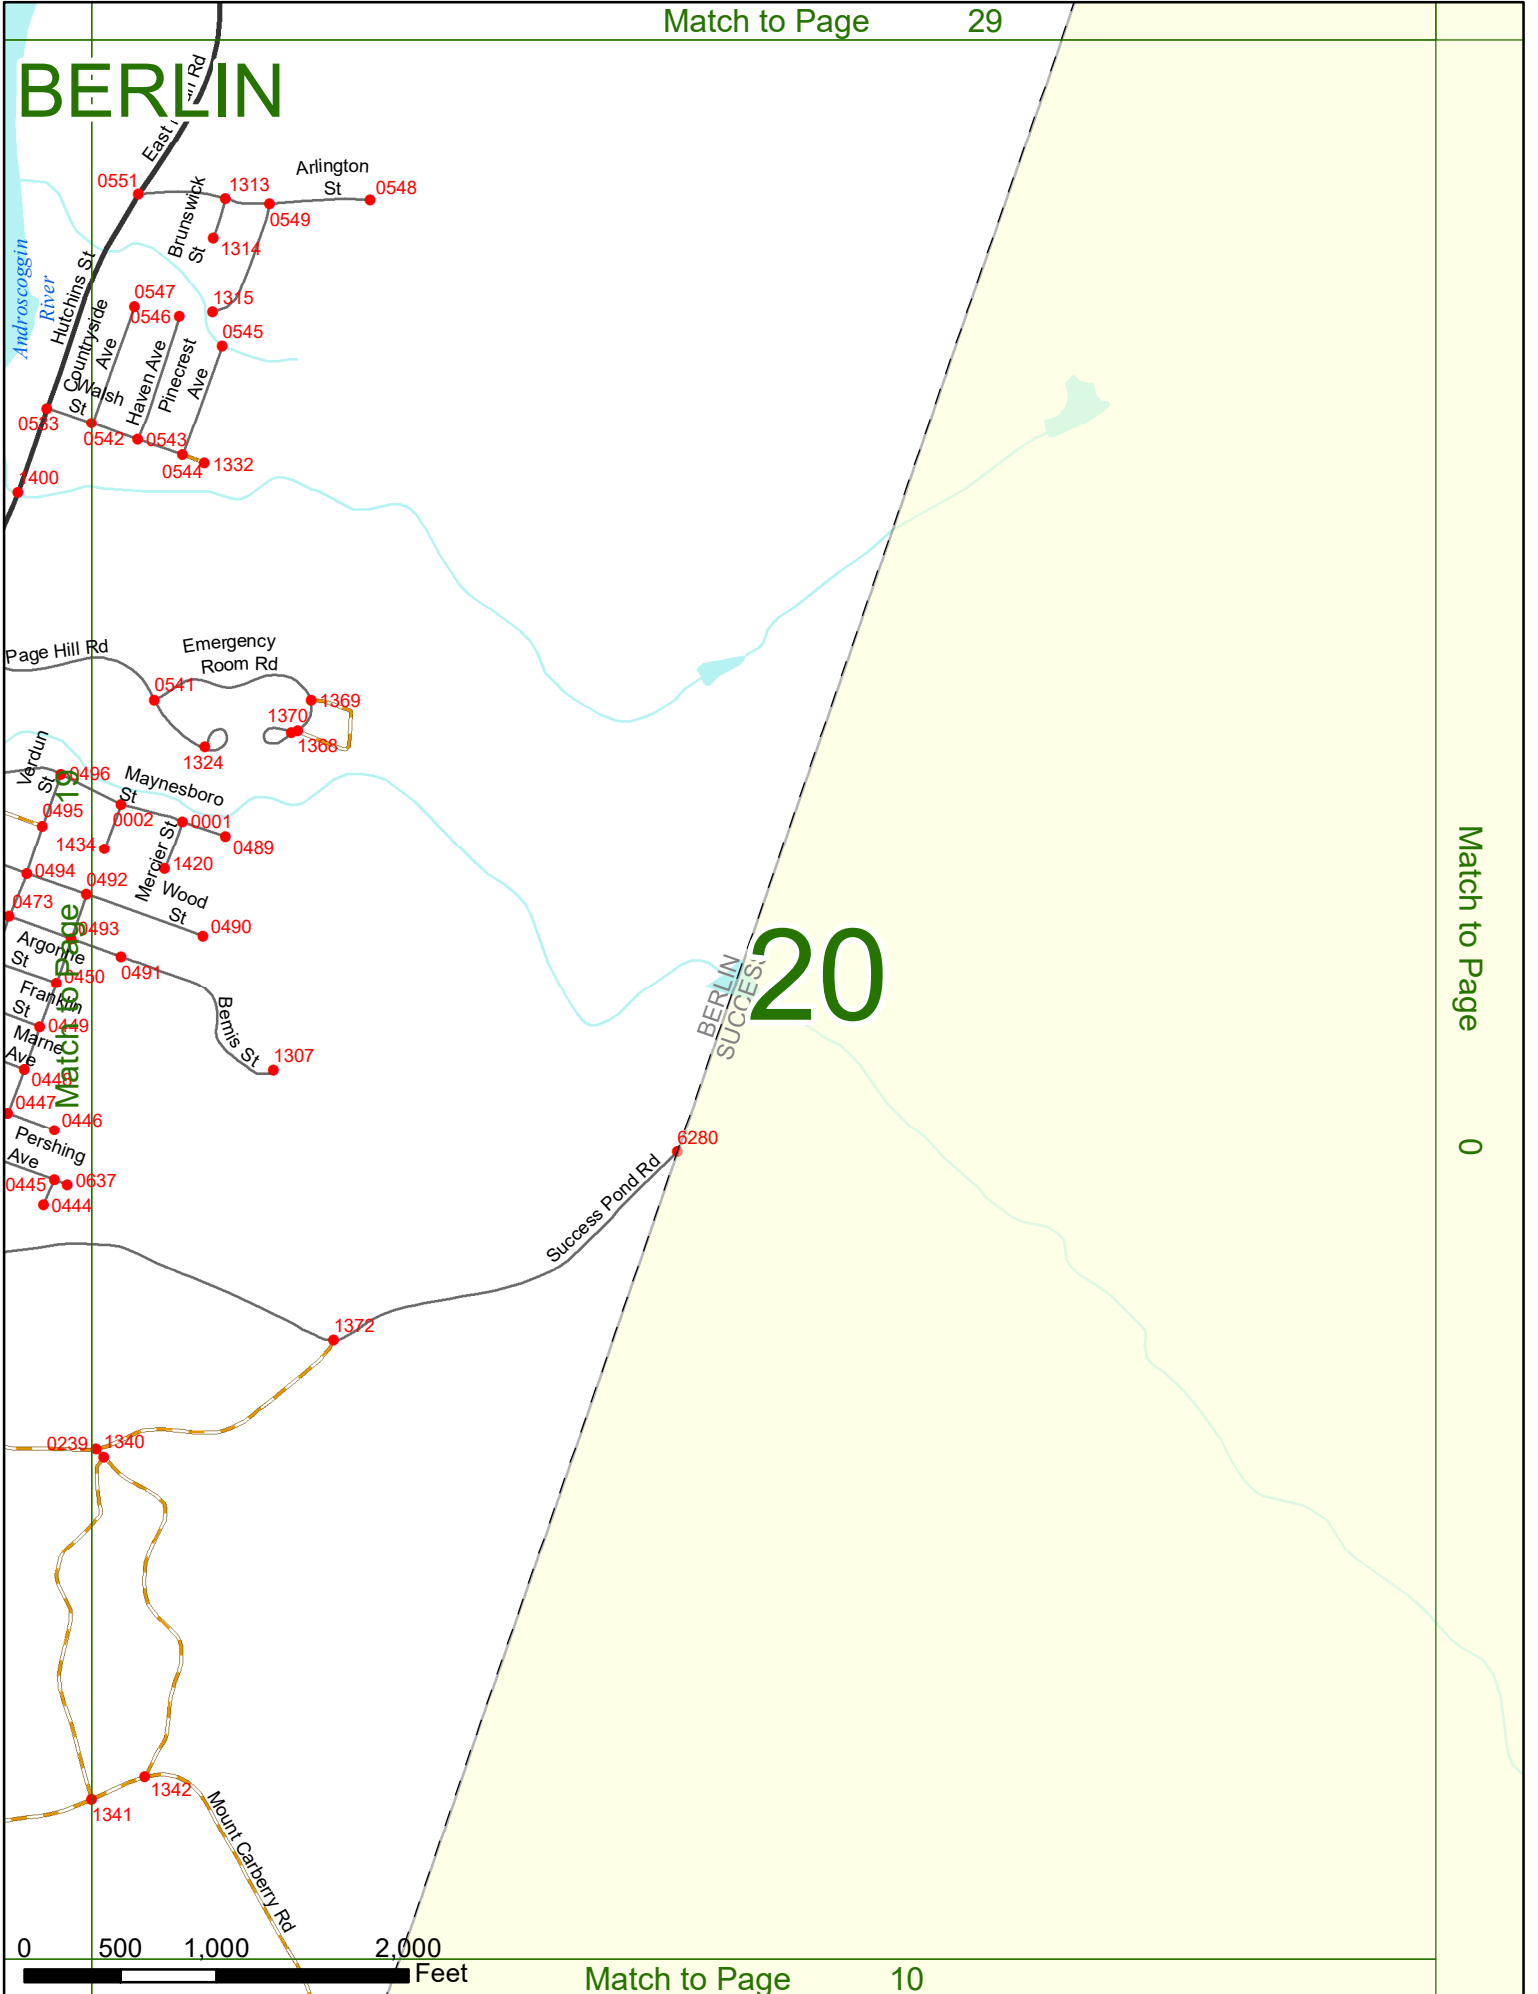 Match to Page 29
BERLIN
East
Rd
Arlington
St
0551
1313
0548
Brunswick
St
0549
1314
Androscoggin
River
Hutchins St
0547
0546
1315
0545
Countryside
Ave
Haven Ave
Pinecrest
Ave
Walsh
St
0533
0542
0543
0544
1332
1400
Page Hill Rd
Emergency
Room Rd
0541
1369
1370
1368
1324
Verdun
St
0496
Maynesboro
St
0495
0002
0001
1434
0489
Mercier St
1420
0494
0492
Wood
St
0473
0493
0490
Argonne
St
0491
0450
Franklin
St
0449
Marne
Ave
0448
Bemis St
1307
0447
0446
Pershing
Ave
0445
0637
0444
Match to Page 19
20
BERLIN
SUCCESS
Match to Page 0
6280
Success Pond Rd
1372
0239
1340
1342
1341
Mount Carberry Rd
0 500 1,000 2,000
Feet
Match to Page 10